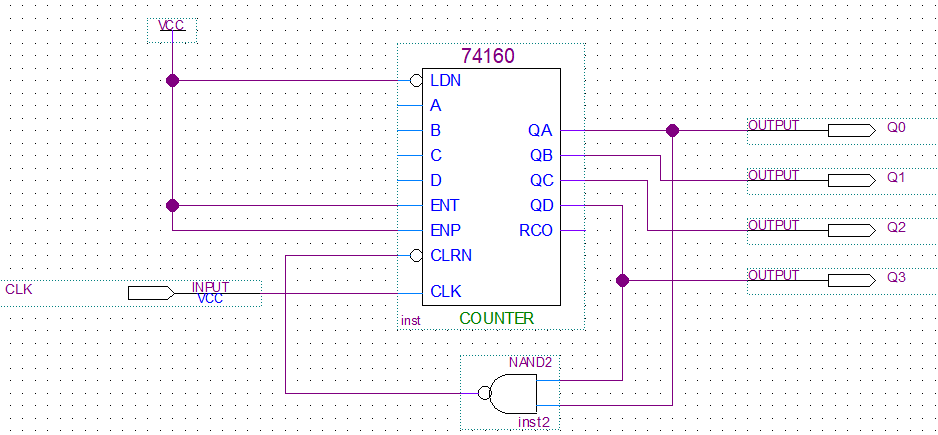 VCC
74160
LDN
A
B
C
D
ENT
ENP
CLRN
CLK
QA
QB
QC
QD
RCO
inst
COUNTER
OUTPUT Q0
OUTPUT Q1
OUTPUT Q2
OUTPUT Q3
CLK
INPUT
VCC
NAND2
inst2